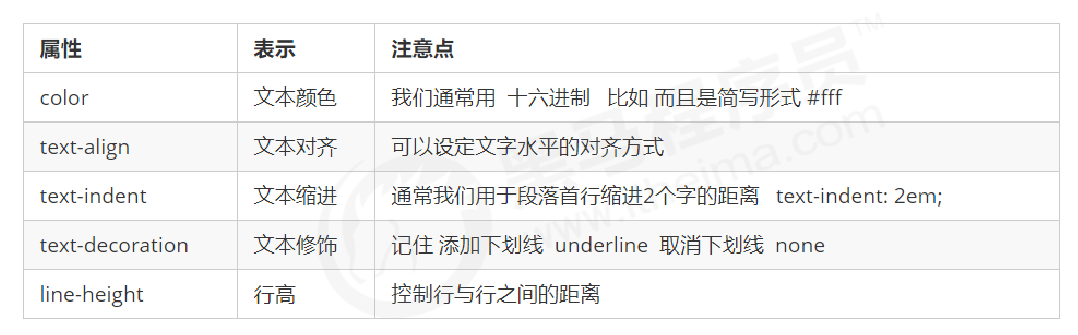 属性 表示 注意点
color 文本颜色 我们通常用 十六进制 比如 而且是简写形式 #fff
text-align 文本对齐 可以设定文字水平的对齐方式
text-indent 文本缩进 通常我们用于段落首行缩进2个字的距离 text-indent: 2em;
text-decoration 文本修饰 记住 添加下划线 underline 取消下划线 none
line-height 行高 控制行与行之间的距离
黑马程序员™
www.itheima.com